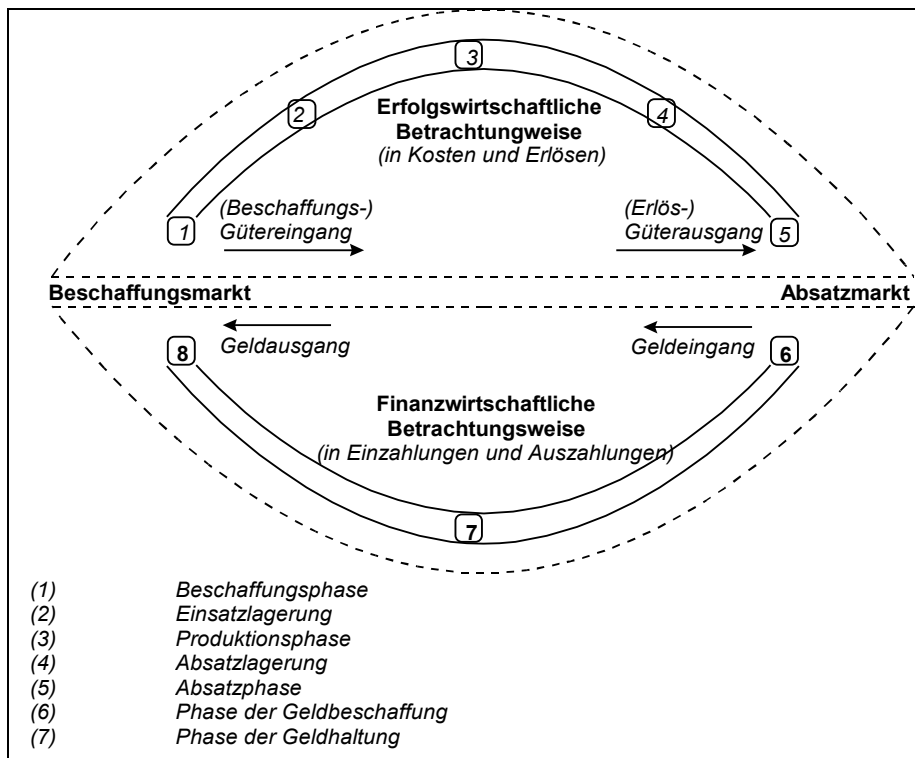 3
2
Erfolgswirtschaftliche
Betrachtungweise
(in Kosten und Erlösen)
4
1
(Beschaffungs-)
Gütereingang
(Erlös-)
Güterausgang
5
Beschaffungsmarkt
Absatzmarkt
8
Geldausgang
Geldeingang
6
Finanzwirtschaftliche
Betrachtungsweise
(in Einzahlungen und Auszahlungen)
7
(1) Beschaffungsphase
(2) Einsatzlagerung
(3) Produktionsphase
(4) Absatzlagerung
(5) Absatzphase
(6) Phase der Geldbeschaffung
(7) Phase der Geldhaltung